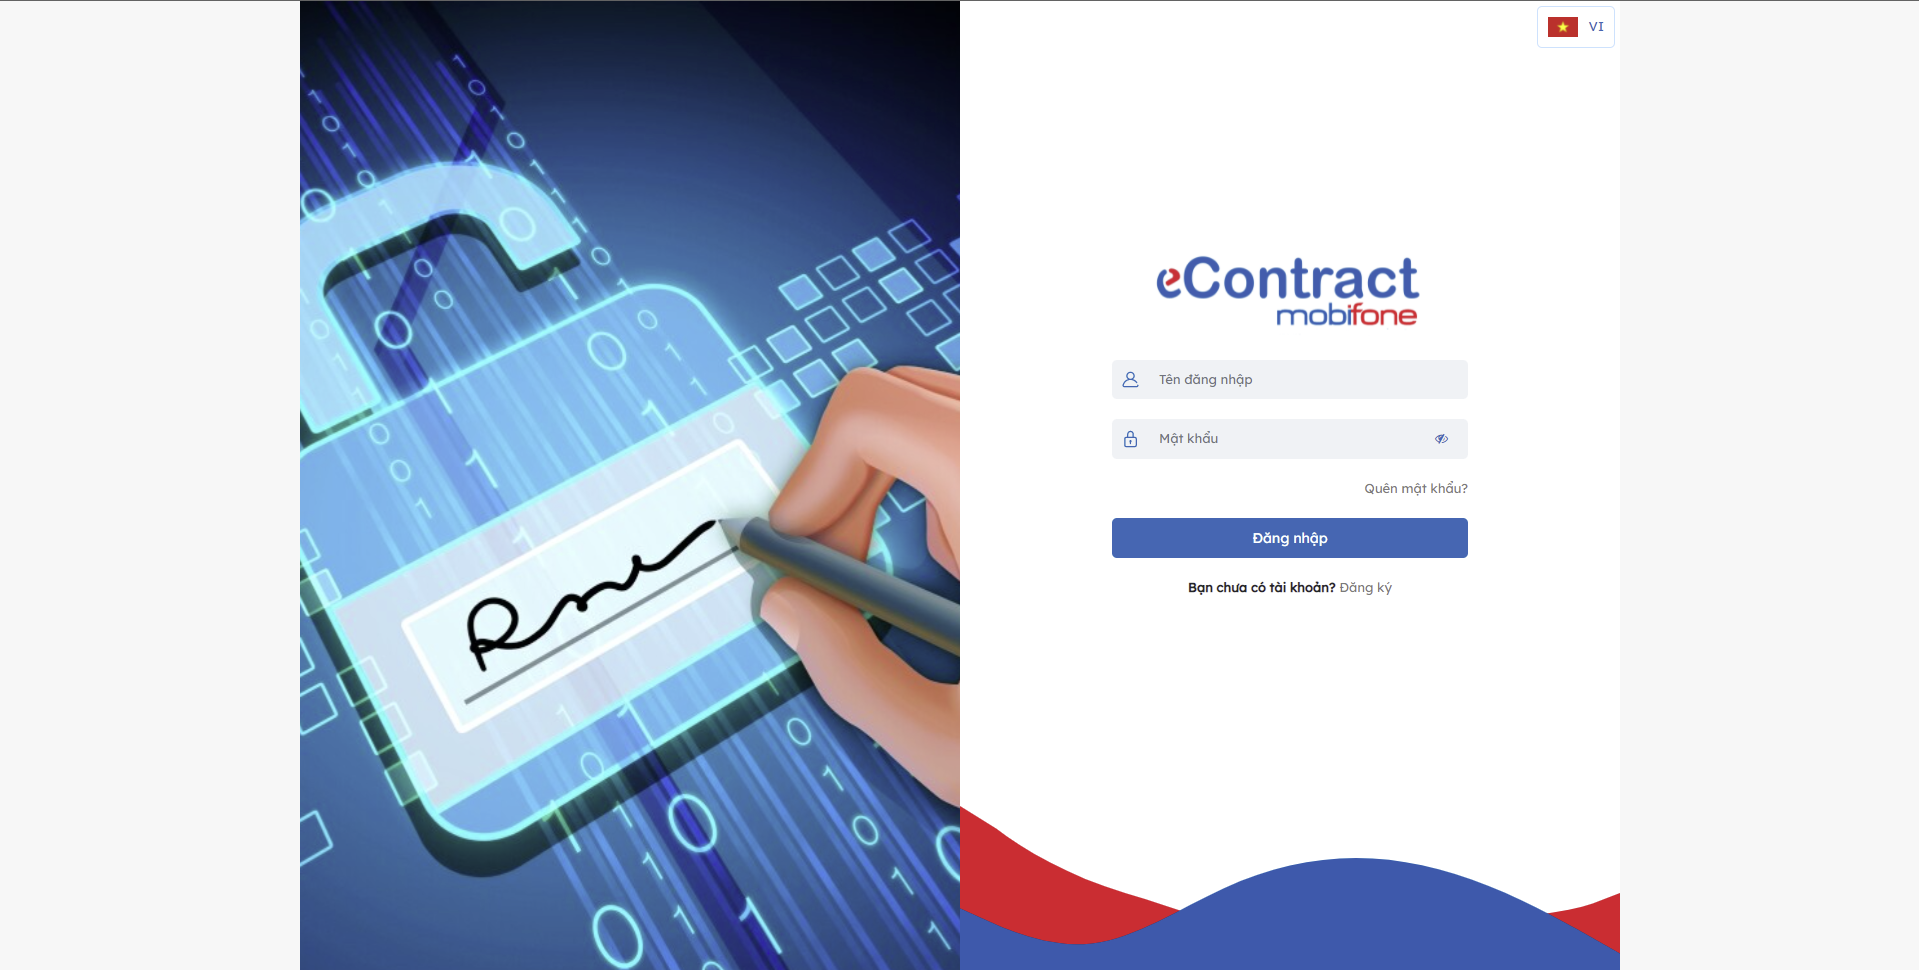 VI
eContract
mobifone
Tên đăng nhập
Mật khẩu
Quên mật khẩu?
Đăng nhập
Bạn chưa có tài khoản? Đăng ký